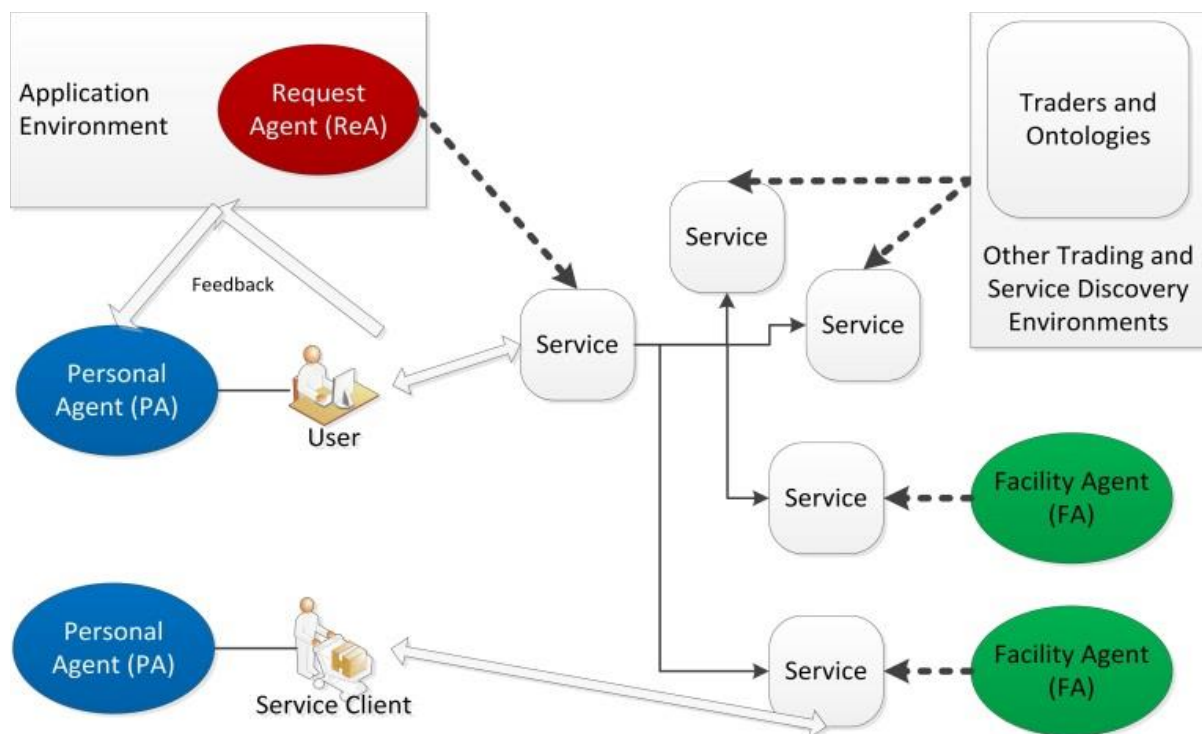 Application
Environment
Request
Agent (ReA)
Traders and
Ontologies
Other Trading and
Service Discovery
Environments
Service
Service
Service
Feedback
Personal
Agent (PA)
User
Service
Facility Agent
(FA)
Personal
Agent (PA)
Service Client
Service
Facility Agent
(FA)